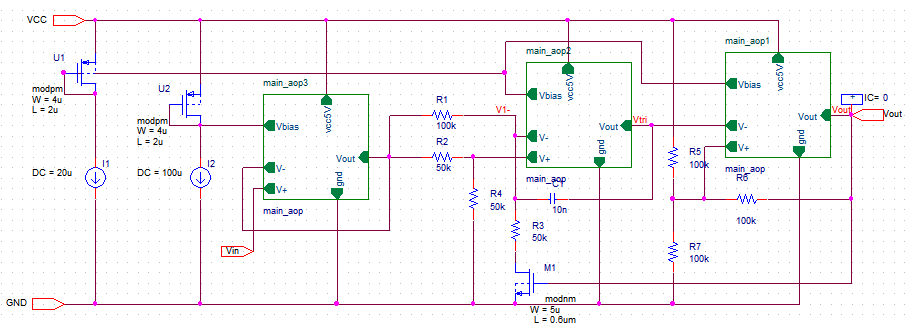 VCC
U1
modpm
W = 4u
L = 2u
U2
modpm
W = 4u
L = 2u
I1
DC = 20u
I2
DC = 100u
main_aop3
vcc5V
Vbias
V-
V+
Vout
gnd
main_aop
Vin
R1
100k
R2
50k
R4
50k
V1-
R3
50k
C1
10n
M1
modnm
W = 5u
L = 0.6um
main_aop2
vcc5V
Vbias
V-
V+
Vout
gnd
main_aop
Vtri
R5
100k
R7
100k
R6
100k
main_aop1
vcc5V
Vbias
V-
V+
Vout
gnd
main_aop
IC= 0
+
Vout
Vout
GND